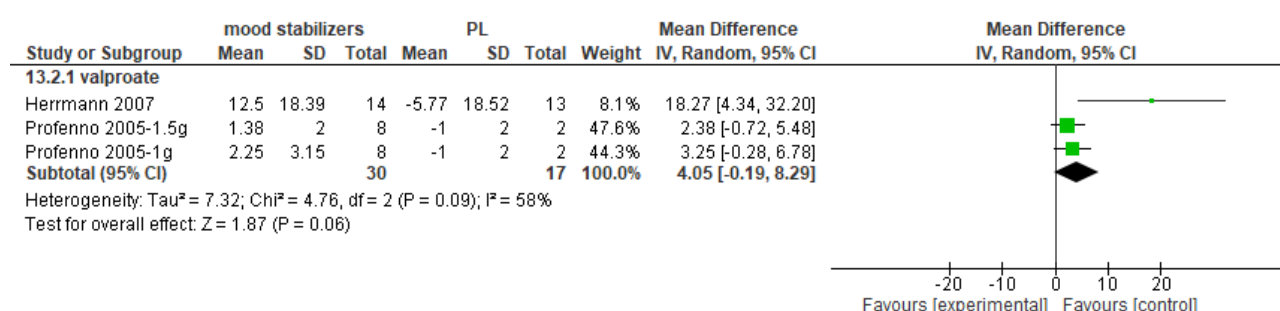 mood stabilizers PL Mean Difference Mean Difference
Study or Subgroup Mean SD Total Mean SD Total Weight IV, Random, 95% CI IV, Random, 95% CI
13.2.1 valproate
Herrmann 2007 12.5 18.39 14 -5.77 18.52 13 8.1% 18.27 [4.34, 32.20]
Profenno 2005-1.5g 1.38 2 8 -1 2 2 47.6% 2.38 [-0.72, 5.48]
Profenno 2005-1g 2.25 3.15 8 -1 2 2 44.3% 3.25 [-0.28, 6.78]
Subtotal (95% CI) 30 17 100.0% 4.05 [-0.19, 8.29]
Heterogeneity: Tau² = 7.32; Chi² = 4.76, df = 2 (P = 0.09); I² = 58%
Test for overall effect: Z = 1.87 (P = 0.06)
-20 -10 0 10 20
Favours [experimental] Favours [control]